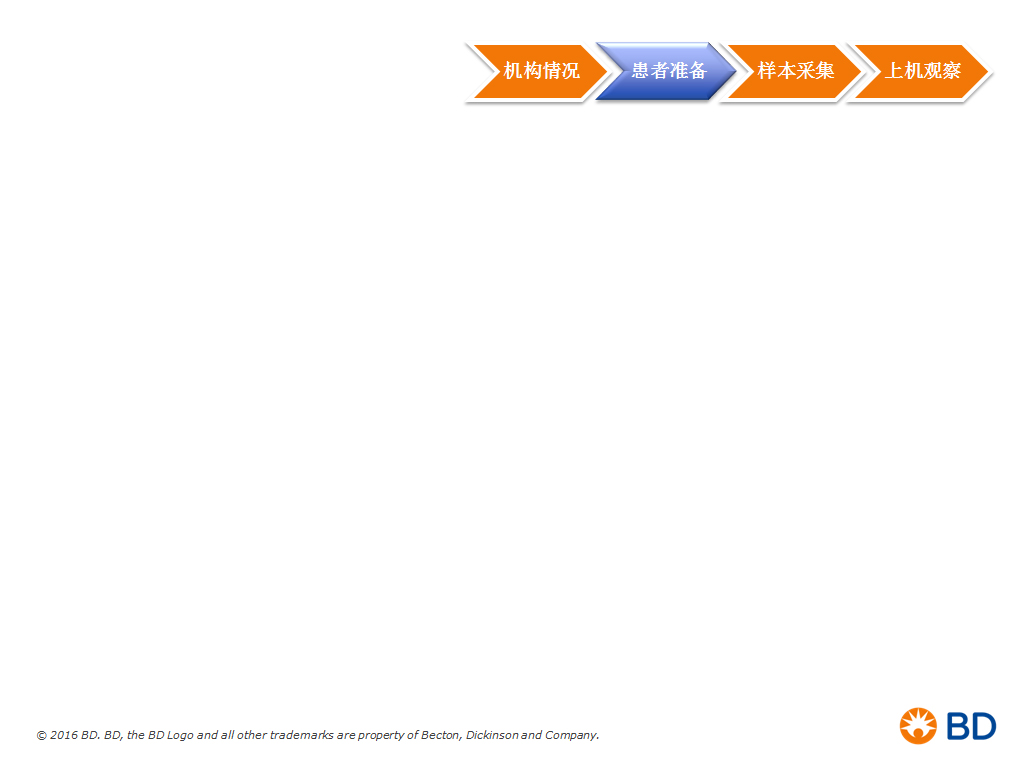 机构情况 患者准备 样本采集 上机观察
© 2016 BD. BD, the BD Logo and all other trademarks are property of Becton, Dickinson and Company.
BD